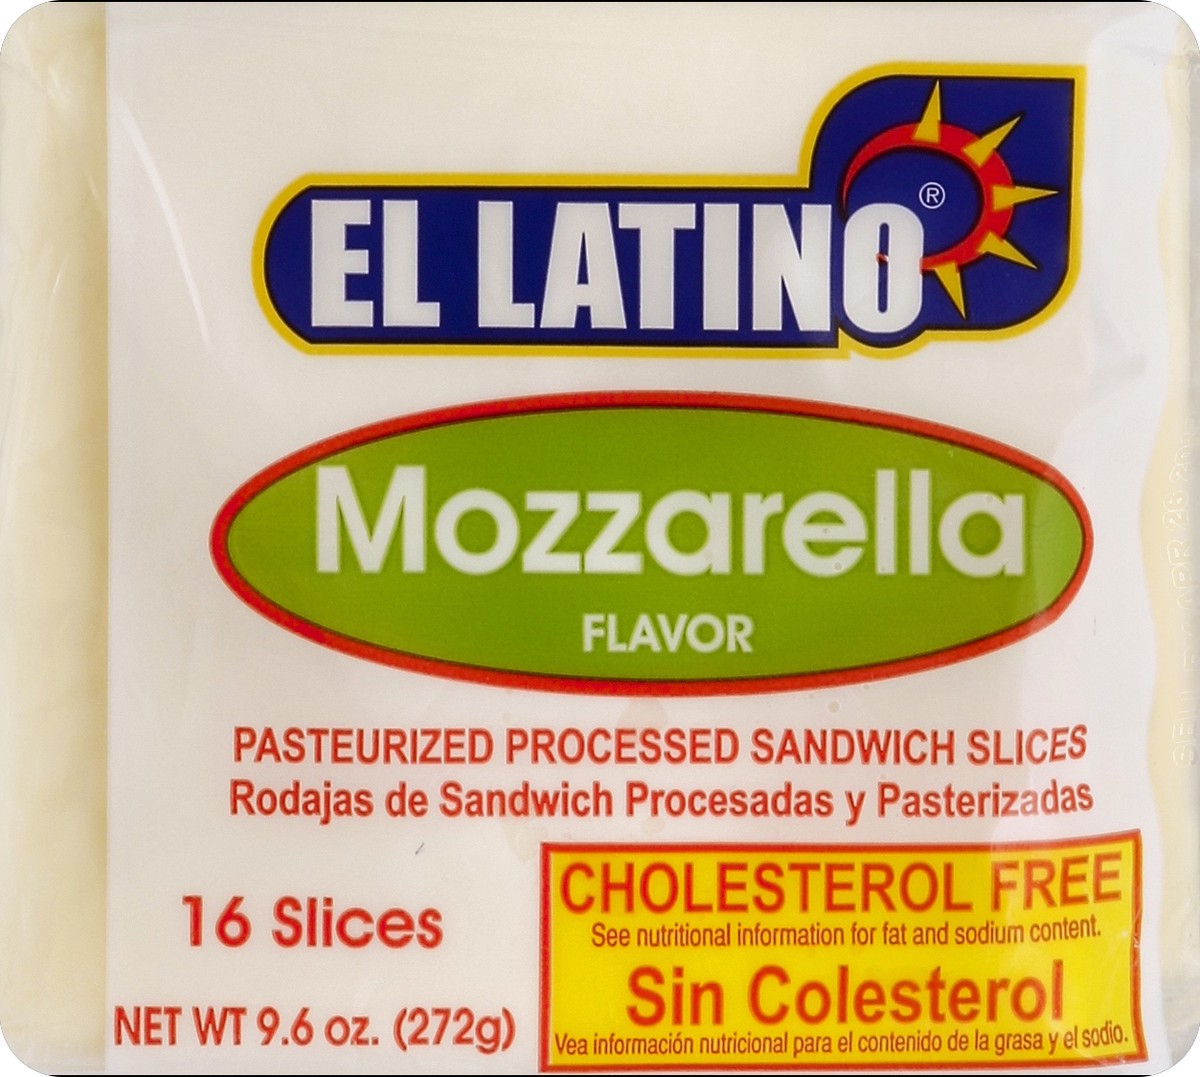 EL LATINO®
Mozzarella
FLAVOR
PASTEURIZED PROCESSED SANDWICH SLICES
Rodajas de Sandwich Procesadas y Pasterizadas
16 Slices
NET WT 9.6 oz. (272g)
CHOLESTEROL FREE
See nutritional information for fat and sodium content.
Sin Colesterol
Vea información nutricional para el contenido de la grasa y el sodio.